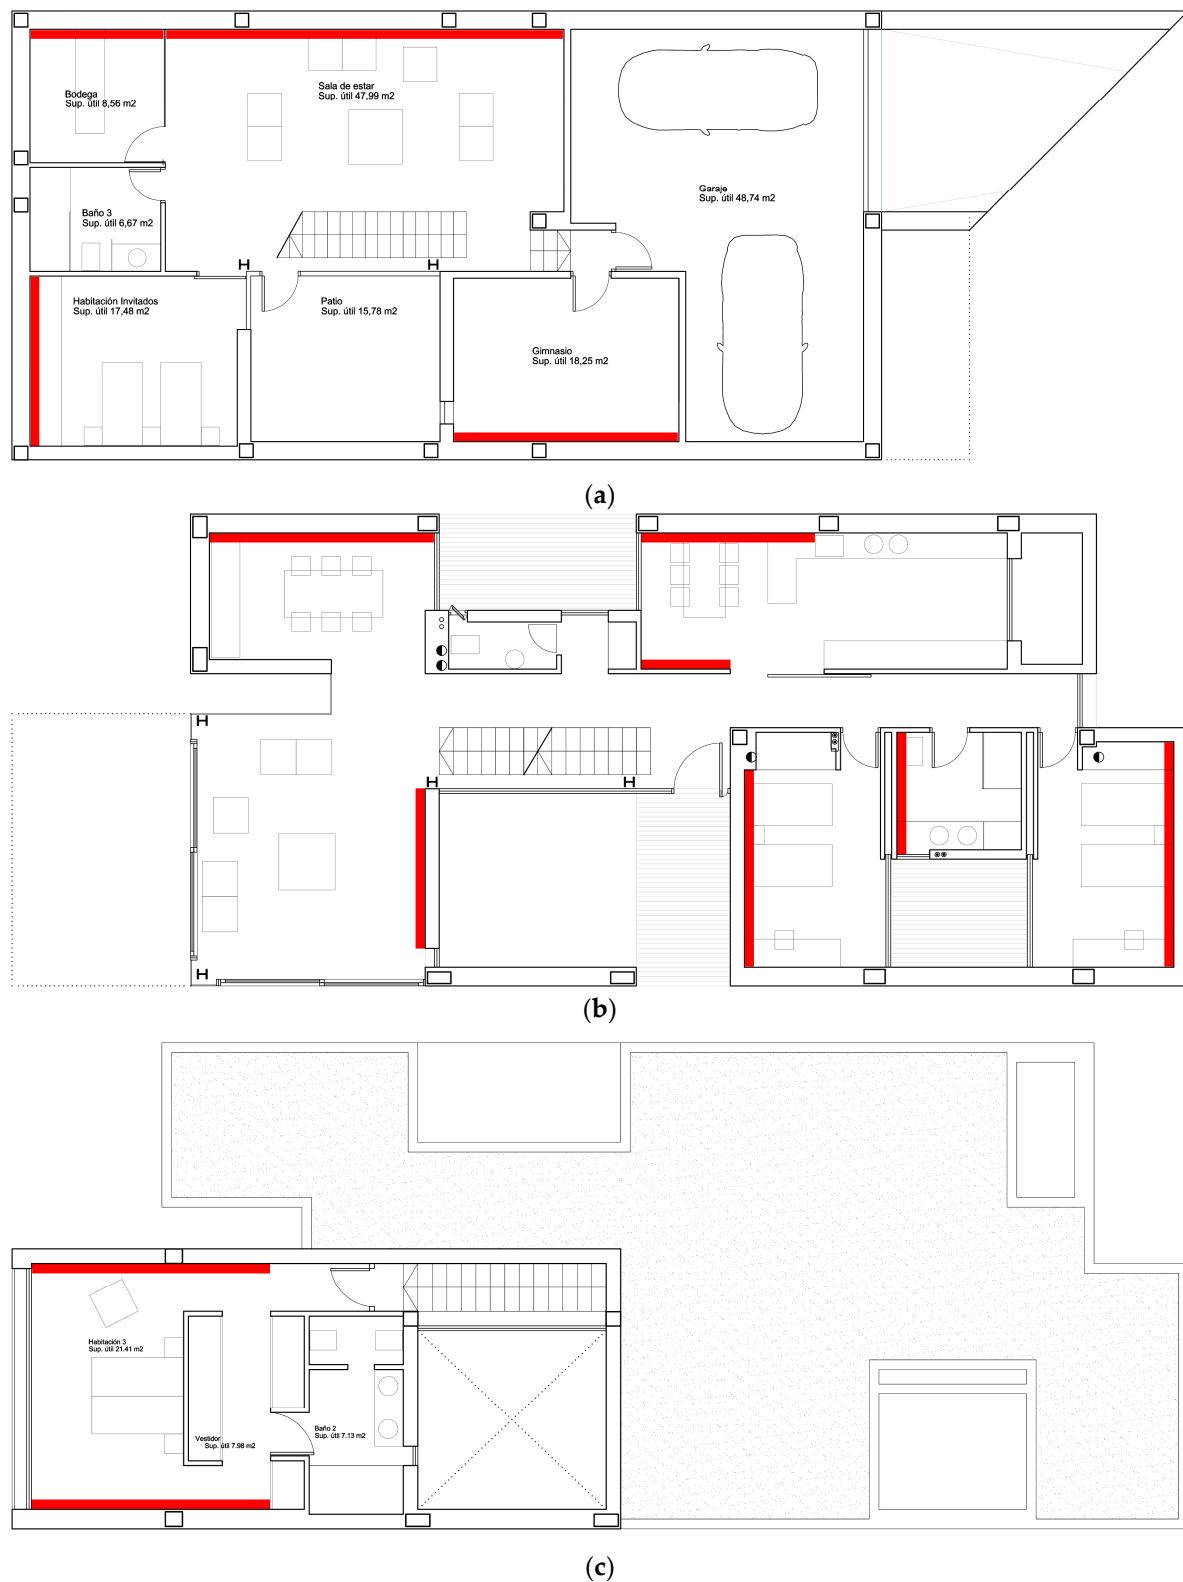 Bodega
Sup. útil 8,56 m2
Sala de estar
Sup. útil 47,99 m2
Garaje
Sup. útil 48,74 m2
Baño 3
Sup. útil 6,67 m2
Habitación Invitados
Sup. útil 17,48 m2
Patio
Sup. útil 15,78 m2
Gimnasio
Sup. útil 18,25 m2
(a)
(b)
Habitación 3
Sup. útil 21.41 m2
Vestidor
Sup. útil 7.98 m2
Baño 2
Sup. útil 7.13 m2
(c)